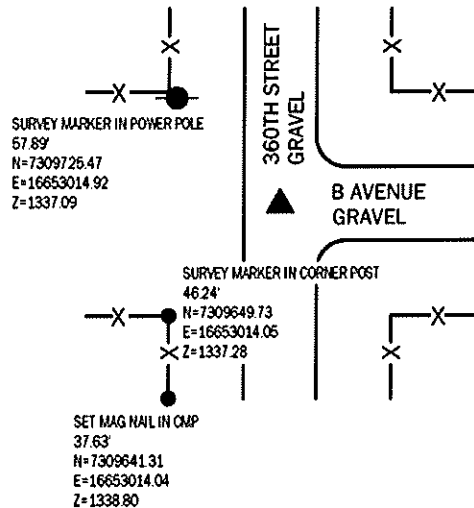 360TH STREET
GRAVEL
SURVEY MARKER IN POWER POLE
57.89'
N=7309725.47
E=16653014.92
Z=1337.09
B AVENUE
GRAVEL
SURVEY MARKER IN CORNER POST
46.24'
N=7309649.73
E=16653014.05
Z=1337.28
SET MAG NAIL IN CMP
37.63'
N=7309641.31
E=16653014.04
Z=1338.80